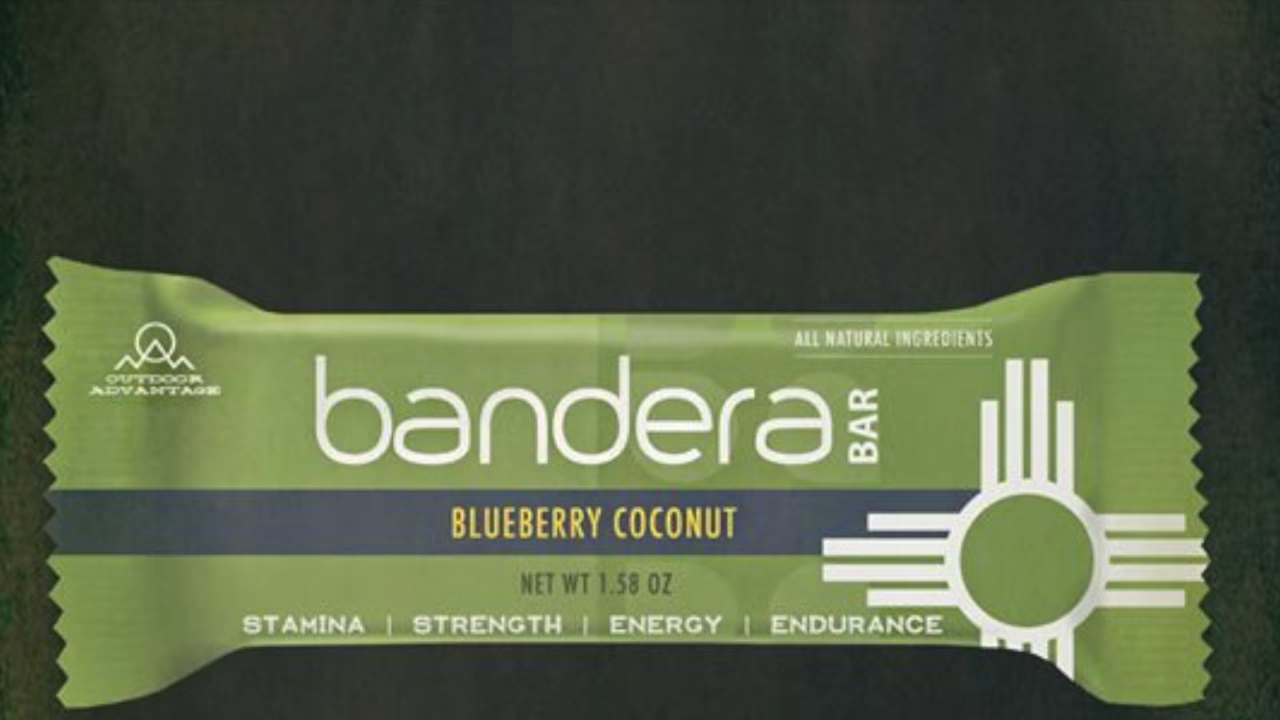 OUTDOOR
ADVANTAGE
ALL NATURAL INGREDIENTS
bandera BAR
BLUEBERRY COCONUT
NET WT 1.58 OZ
STAMINA | STRENGTH | ENERGY | ENDURANCE